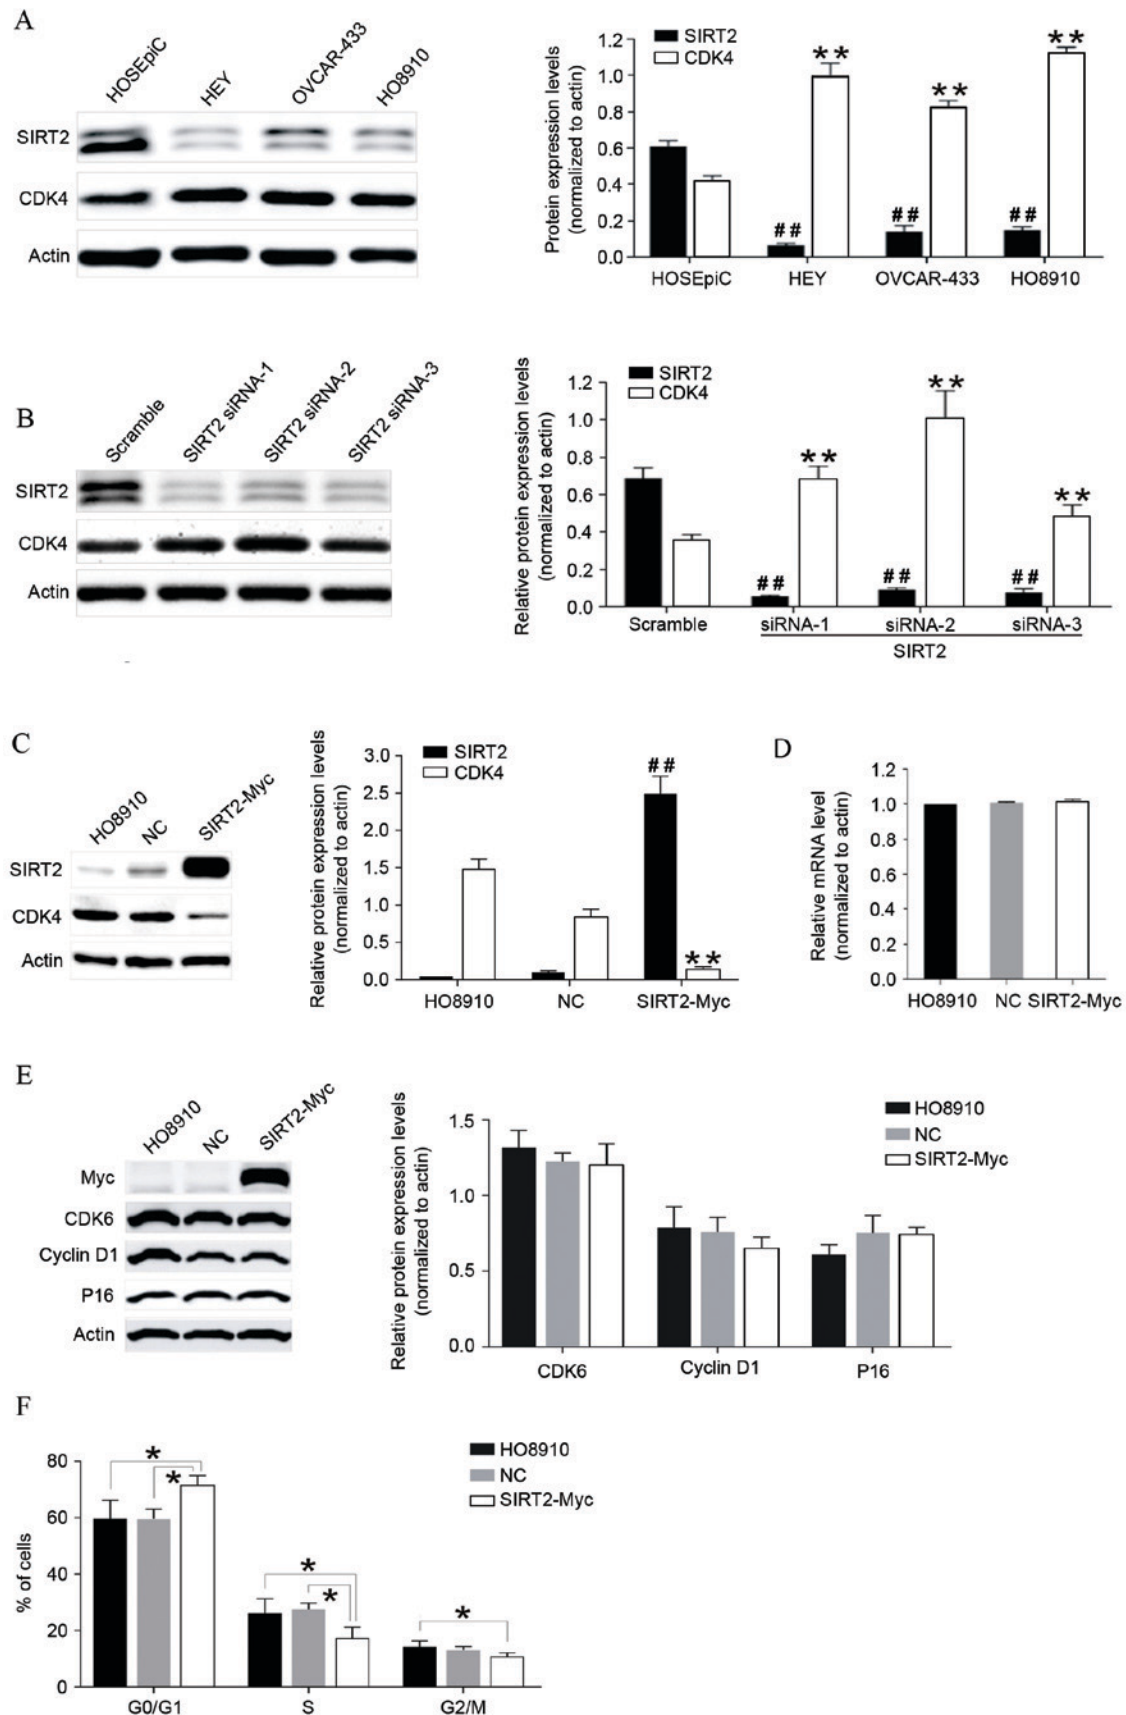 A
HOSEpiC
HEY
OVCAR-433
HO8910
SIRT2
CDK4
Actin
Protein expression levels
(normalized to actin)
SIRT2
CDK4
1.2
1.0
0.8
0.6
0.4
0.2
0.0
##
**
##
**
##
**
HOSEpiC HEY OVCAR-433 HO8910
B
Scramble
SIRT2 siRNA-1
SIRT2 siRNA-2
SIRT2 siRNA-3
SIRT2
CDK4
Actin
Relative protein expression levels
(normalized to actin)
SIRT2
CDK4
1.2
1.0
0.8
0.6
0.4
0.2
0.0
##
**
##
**
##
**
Scramble siRNA-1 siRNA-2 siRNA-3
SIRT2
C
HO8910
NC
SIRT2-Myc
SIRT2
CDK4
Actin
Relative protein expression levels
(normalized to actin)
SIRT2
CDK4
3.0
2.5
2.0
1.5
1.0
0.5
0.0
##
**
HO8910 NC SIRT2-Myc
D
Relative mRNA level
(normalized to actin)
1.2
1.0
0.8
0.6
0.4
0.2
0.0
HO8910 NC SIRT2-Myc
E
HO8910
NC
SIRT2-Myc
Myc
CDK6
Cyclin D1
P16
Actin
Relative protein expression levels
(normalized to actin)
1.5
1.0
0.5
0.0
HO8910
NC
SIRT2-Myc
CDK6 Cyclin D1 P16
F
% of cells
80
60
40
20
0
*
*
*
*
*
HO8910
NC
SIRT2-Myc
G0/G1 S G2/M